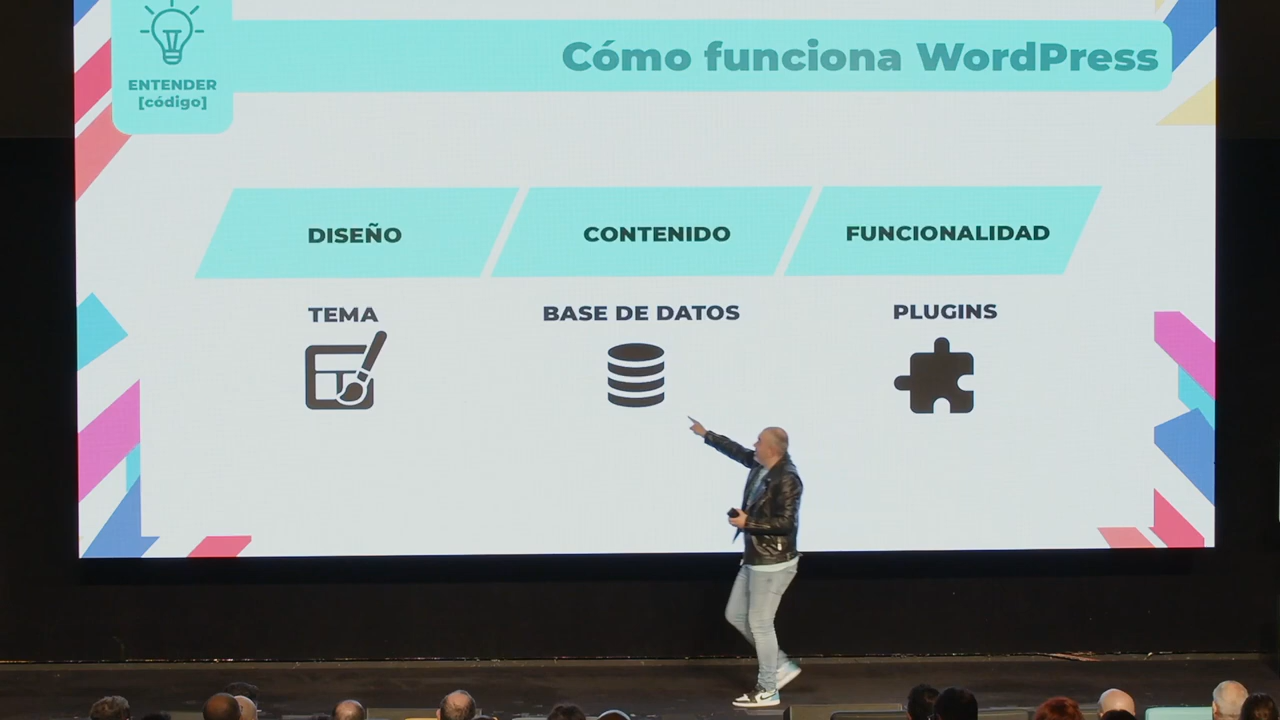 ENTENDER
[código]
Cómo funciona WordPress
DISEÑO
CONTENIDO
FUNCIONALIDAD
TEMA
BASE DE DATOS
PLUGINS